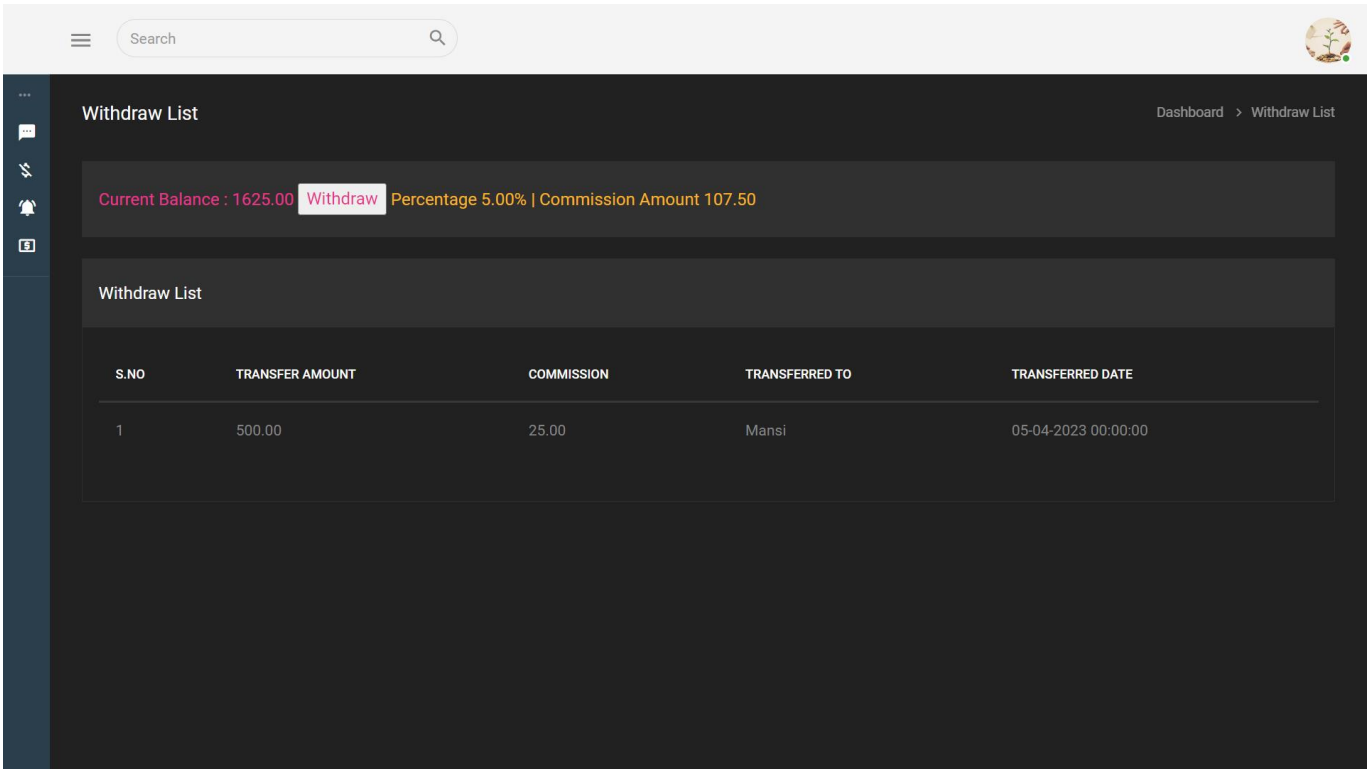 Search
Withdraw List
Dashboard > Withdraw List
Current Balance : 1625.00 Withdraw Percentage 5.00% | Commission Amount 107.50
Withdraw List
S.NO TRANSFER AMOUNT COMMISSION TRANSFERRED TO TRANSFERRED DATE
1 500.00 25.00 Mansi 05-04-2023 00:00:00